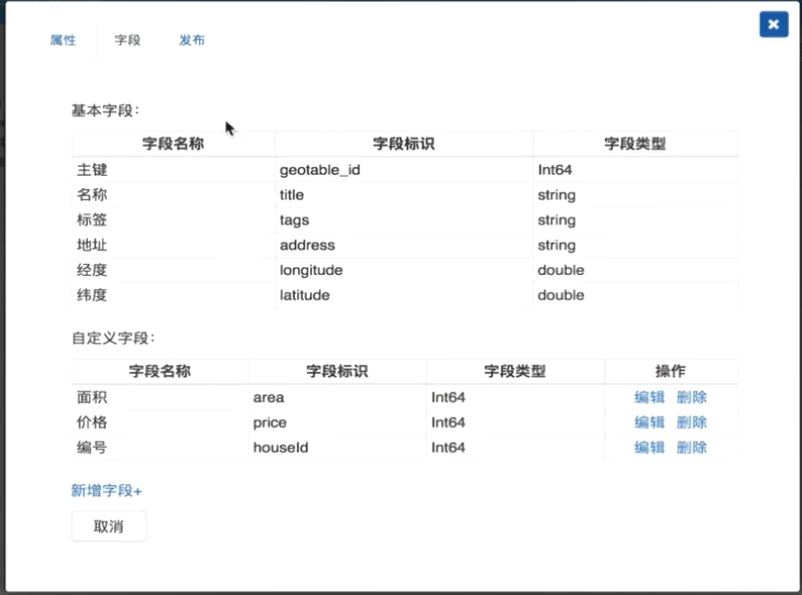 属性 字段 发布
基本字段：
字段名称 字段标识 字段类型
主键 geotable_id Int64
名称 title string
标签 tags string
地址 address string
经度 longitude double
纬度 latitude double
自定义字段：
字段名称 字段标识 字段类型 操作
面积 area Int64 编辑 删除
价格 price Int64 编辑 删除
编号 houseId Int64 编辑 删除
新增字段+
取消